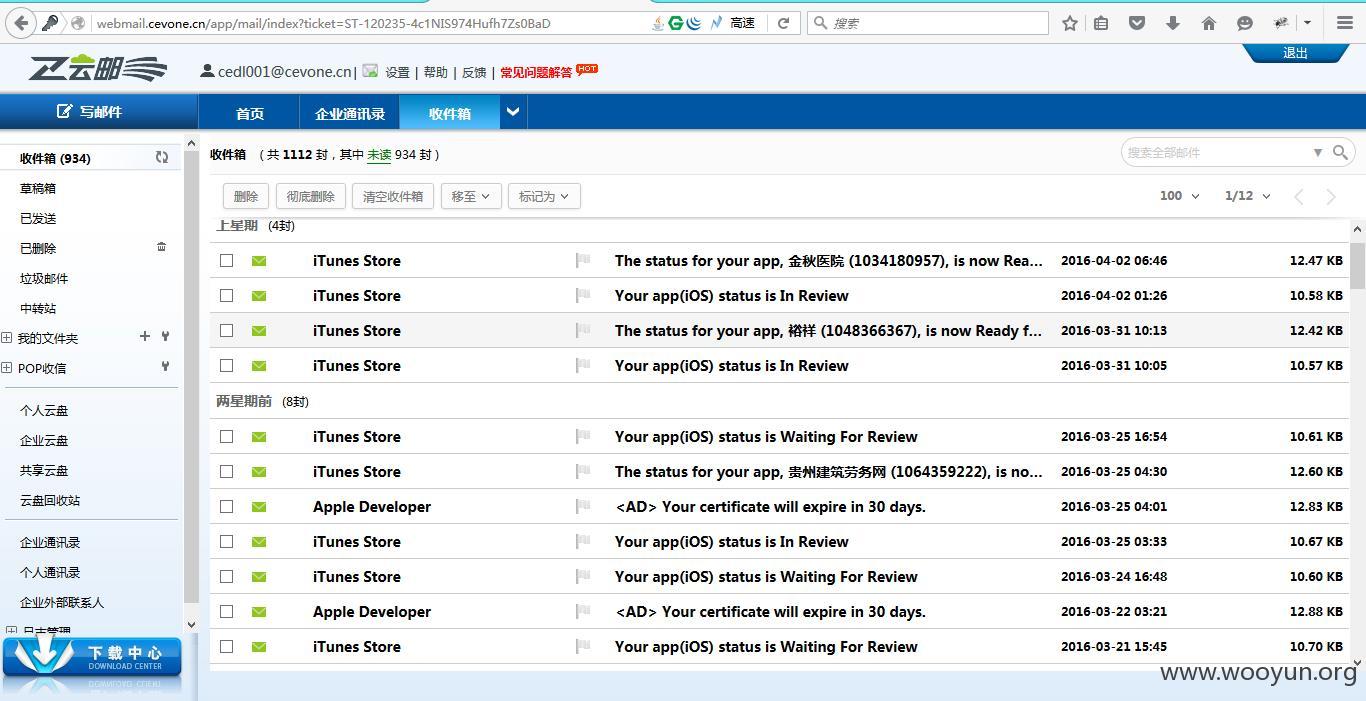 webmail.cevone.cn/app/mail/index?ticket=ST-120235-4c1NIS974Hufh7Zs0BaD 高速 搜索
云邮 cedl001@cevone.cn| 设置 | 帮助 | 反馈 | 常见问题解答 HOT 退出
写邮件 首页 企业通讯录 收件箱
收件箱 (934)
草稿箱
已发送
已删除
垃圾邮件
中转站
我的文件夹
POP收信
个人云盘
企业云盘
共享云盘
云盘回收站
企业通讯录
个人通讯录
企业外部联系人
日志管理
下载中心
DOWNLOAD CENTER
收件箱 ( 共 1112 封，其中 未读 934 封 ) 搜索全部邮件
删除 彻底删除 清空收件箱 移至 标记为 100 1/12
上星期 (4封)
iTunes Store The status for your app, 金秋医院 (1034180957), is now Rea... 2016-04-02 06:46 12.47 KB
iTunes Store Your app(iOS) status is In Review 2016-04-02 01:26 10.58 KB
iTunes Store The status for your app, 裕祥 (1048366367), is now Ready f... 2016-03-31 10:13 12.42 KB
iTunes Store Your app(iOS) status is In Review 2016-03-31 10:05 10.57 KB
两星期前 (8封)
iTunes Store Your app(iOS) status is Waiting For Review 2016-03-25 16:54 10.61 KB
iTunes Store The status for your app, 贵州建筑劳务网 (1064359222), is no... 2016-03-25 04:30 12.60 KB
Apple Developer <AD> Your certificate will expire in 30 days. 2016-03-25 04:01 12.83 KB
iTunes Store Your app(iOS) status is In Review 2016-03-25 03:33 10.67 KB
iTunes Store Your app(iOS) status is Waiting For Review 2016-03-24 16:48 10.60 KB
Apple Developer <AD> Your certificate will expire in 30 days. 2016-03-22 03:21 12.88 KB
iTunes Store Your app(iOS) status is Waiting For Review 2016-03-21 15:45 10.70 KB
www.wooyun.org